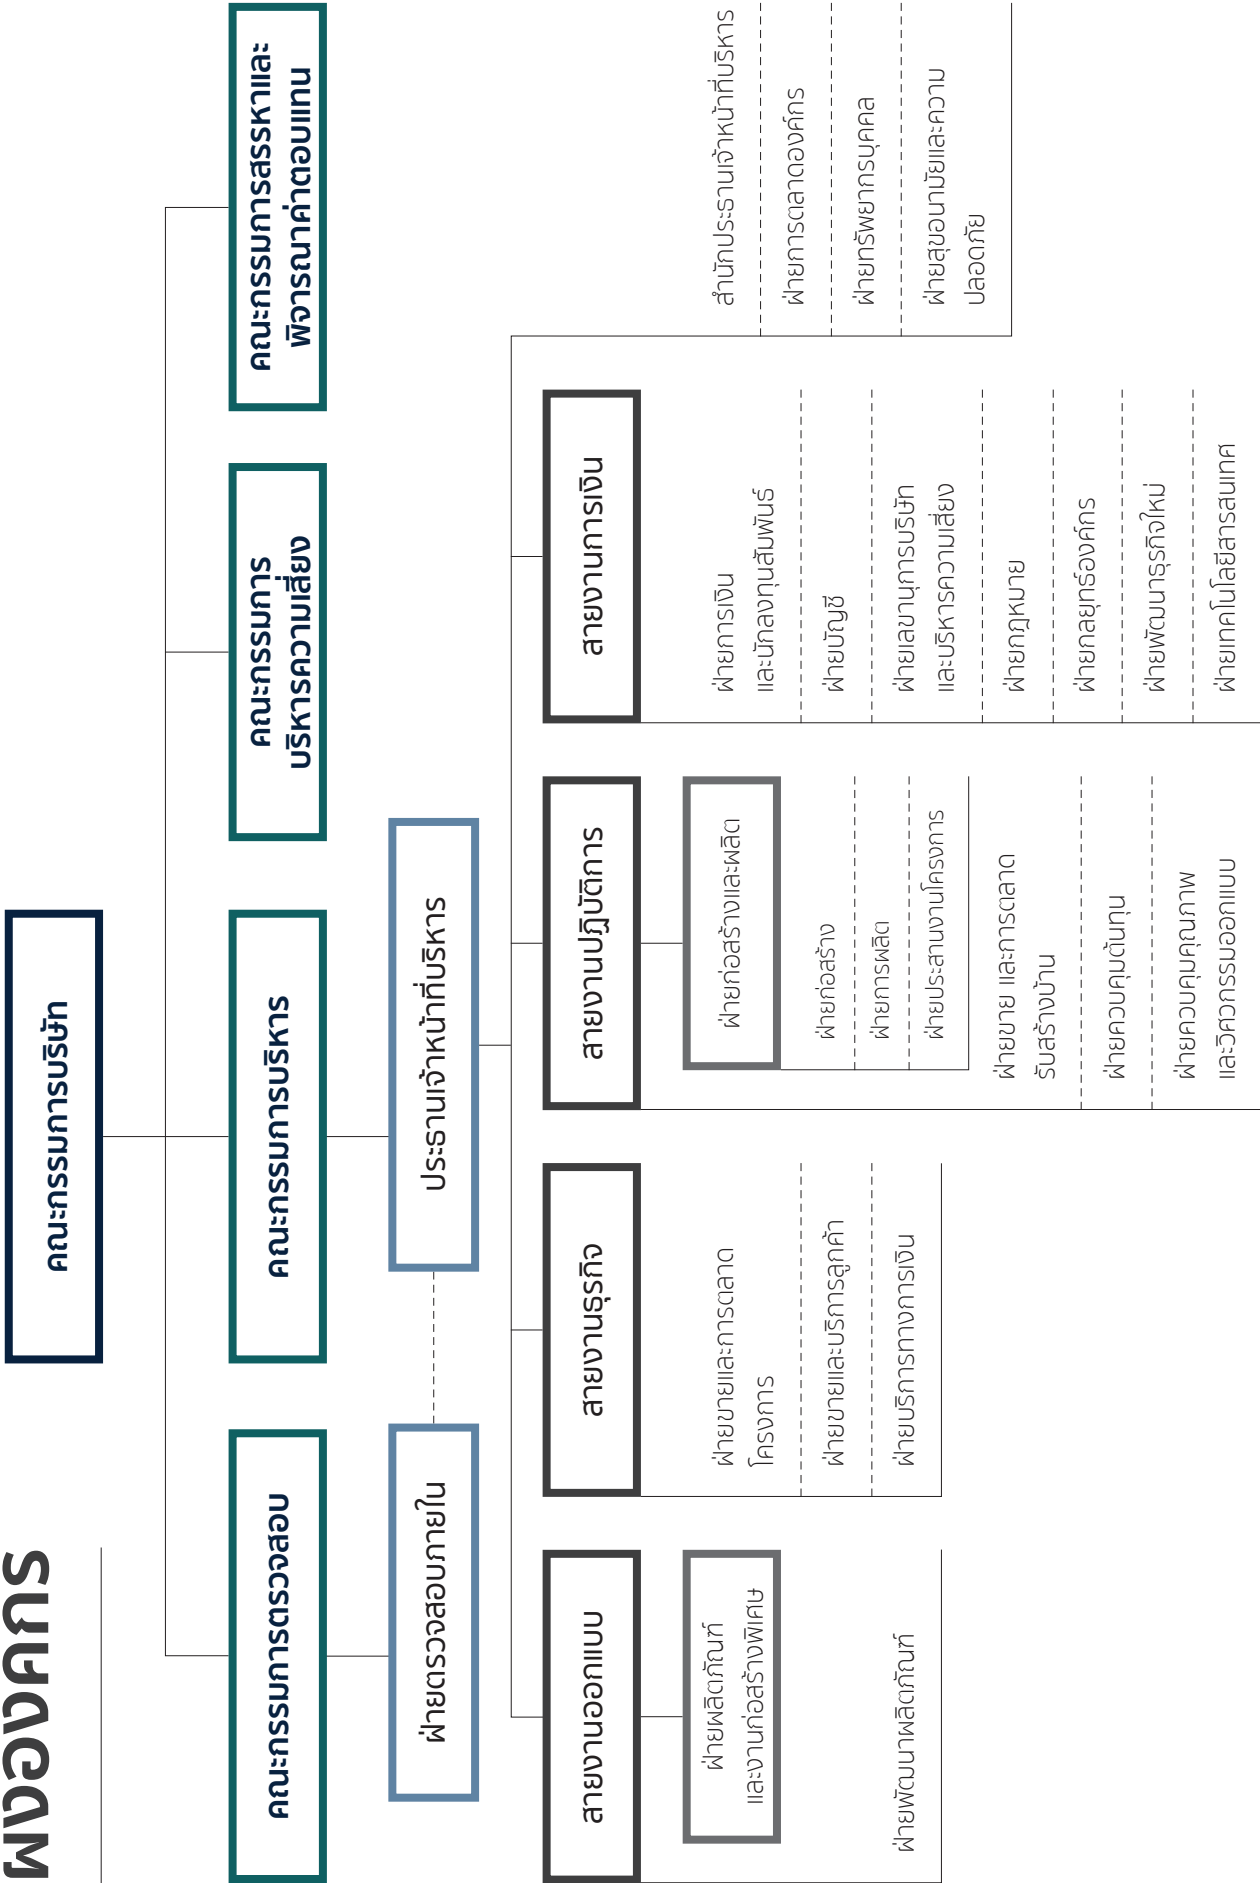 ผังองค์กร
คณะกรรมการบริษัท
คณะกรรมการตรวจสอบ
คณะกรรมการบริหาร
คณะกรรมการ
บริหารความเสี่ยง
คณะกรรมการสรรหาและ
พิจารณาค่าตอบแทน
ฝ่ายตรวจสอบภายใน
ประธานเจ้าหน้าที่บริหาร
สายงานออกแบบ
ฝ่ายผลิตภัณฑ์
และงานก่อสร้างพิเศษ
ฝ่ายพัฒนาผลิตภัณฑ์
สายงานธุรกิจ
ฝ่ายขายและการตลาด
โครงการ
ฝ่ายขายและบริการลูกค้า
ฝ่ายบริการทางการเงิน
สายงานปฏิบัติการ
ฝ่ายก่อสร้างและผลิต
ฝ่ายก่อสร้าง
ฝ่ายการผลิต
ฝ่ายประสานงานโครงการ
ฝ่ายขาย และการตลาด
รับสร้างบ้าน
ฝ่ายควบคุมต้นทุน
ฝ่ายควบคุมคุณภาพ
และวิศวกรรมออกแบบ
สายงานการเงิน
ฝ่ายการเงิน
และนักลงทุนสัมพันธ์
ฝ่ายบัญชี
ฝ่ายเลขานุการบริษัท
และบริหารความเสี่ยง
ฝ่ายกฎหมาย
ฝ่ายกลยุทธ์องค์กร
ฝ่ายพัฒนาธุรกิจใหม่
ฝ่ายเทคโนโลยีสารสนเทศ
สำนักประธานเจ้าหน้าที่บริหาร
ฝ่ายการตลาดองค์กร
ฝ่ายทรัพยากรบุคคล
ฝ่ายสุขอนามัยและความ
ปลอดภัย